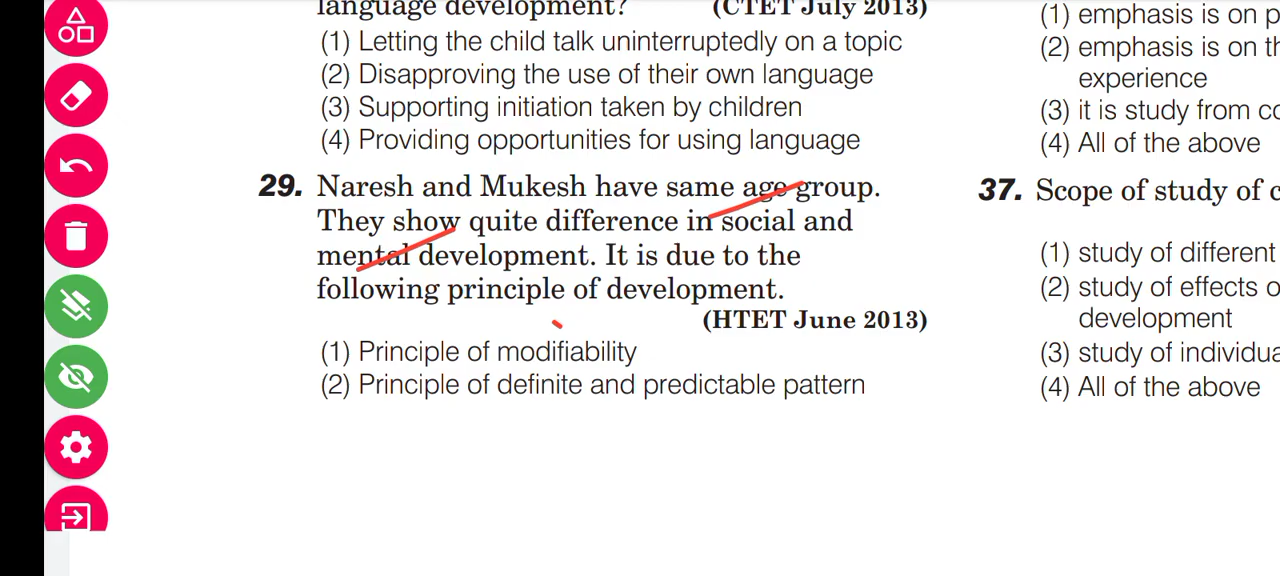 language development? (CTET July 2013)
(1) Letting the child talk uninterruptedly on a topic
(2) Disapproving the use of their own language
(3) Supporting initiation taken by children
(4) Providing opportunities for using language
29. Naresh and Mukesh have same age group.
They show quite difference in social and
mental development. It is due to the
following principle of development.
(HTET June 2013)
(1) Principle of modifiability
(2) Principle of definite and predictable pattern
(1) emphasis is on p
(2) emphasis is on th
experience
(3) it is study from co
(4) All of the above
37. Scope of study of c
(1) study of different
(2) study of effects o
development
(3) study of individua
(4) All of the above